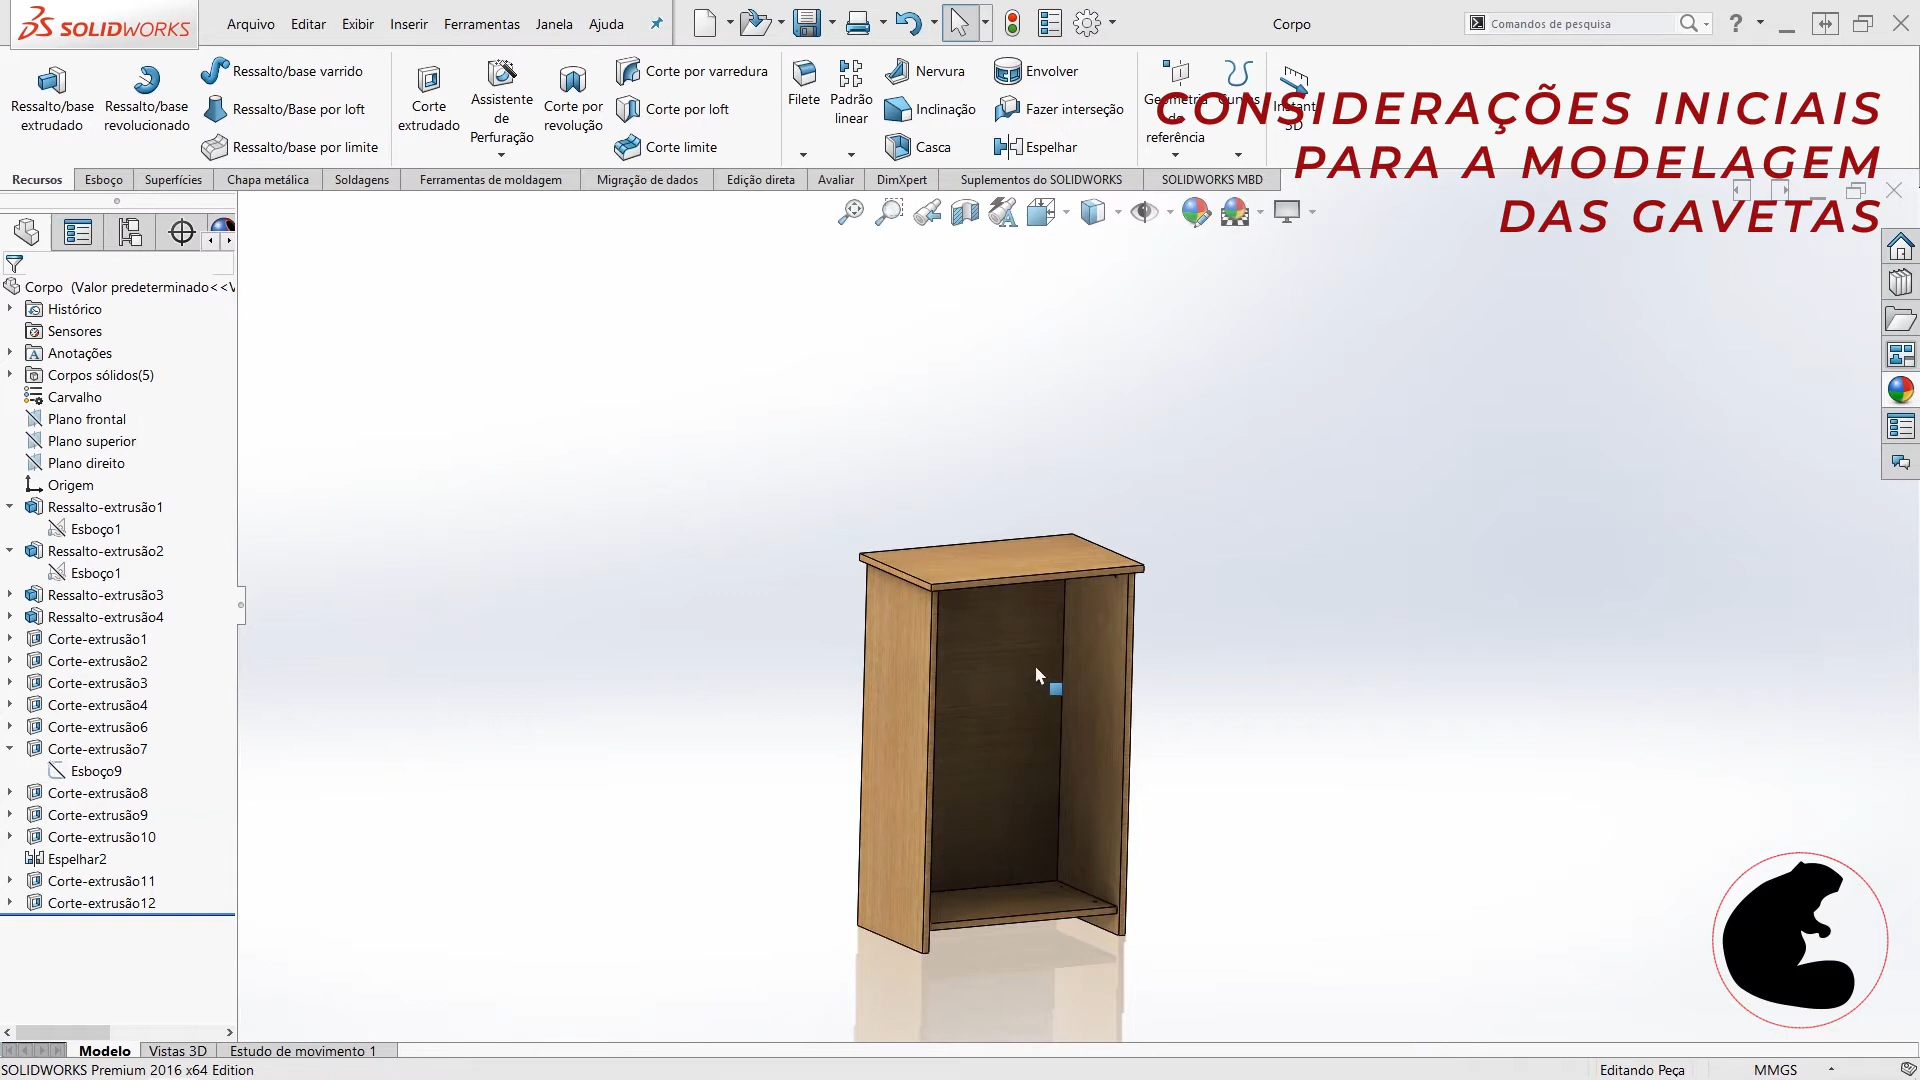 SOLIDWORKS
Arquivo Editar Exibir Inserir Ferramentas Janela Ajuda
Corpo
Comandos de pesquisa
Ressalto/base extrudado
Ressalto/base revolucionado
Ressalto/base varrido
Ressalto/Base por loft
Ressalto/base por limite
Corte extrudado
Assistente de Perfuração
Corte por revolução
Corte por varredura
Corte por loft
Corte limite
Filete
Padrão linear
Nervura
Inclinação
Casca
Envolver
Fazer interseção
Espelhar
Geometria de referência
Curvas
Instant 3D
CONSIDERAÇÕES INICIAIS
PARA A MODELAGEM
DAS GAVETAS
Recursos Esboço Superfícies Chapa metálica Soldagens Ferramentas de moldagem Migração de dados Edição direta Avaliar DimXpert Suplementos do SOLIDWORKS SOLIDWORKS MBD
Corpo (Valor predeterminado<<V
Histórico
Sensores
Anotações
Corpos sólidos(5)
Carvalho
Plano frontal
Plano superior
Plano direito
Origem
Ressalto-extrusão1
Esboço1
Ressalto-extrusão2
Esboço1
Ressalto-extrusão3
Ressalto-extrusão4
Corte-extrusão1
Corte-extrusão2
Corte-extrusão3
Corte-extrusão4
Corte-extrusão6
Corte-extrusão7
Esboço9
Corte-extrusão8
Corte-extrusão9
Corte-extrusão10
Espelhar2
Corte-extrusão11
Corte-extrusão12
Modelo Vistas 3D Estudo de movimento 1
SOLIDWORKS Premium 2016 x64 Edition
Editando Peça
MMGS